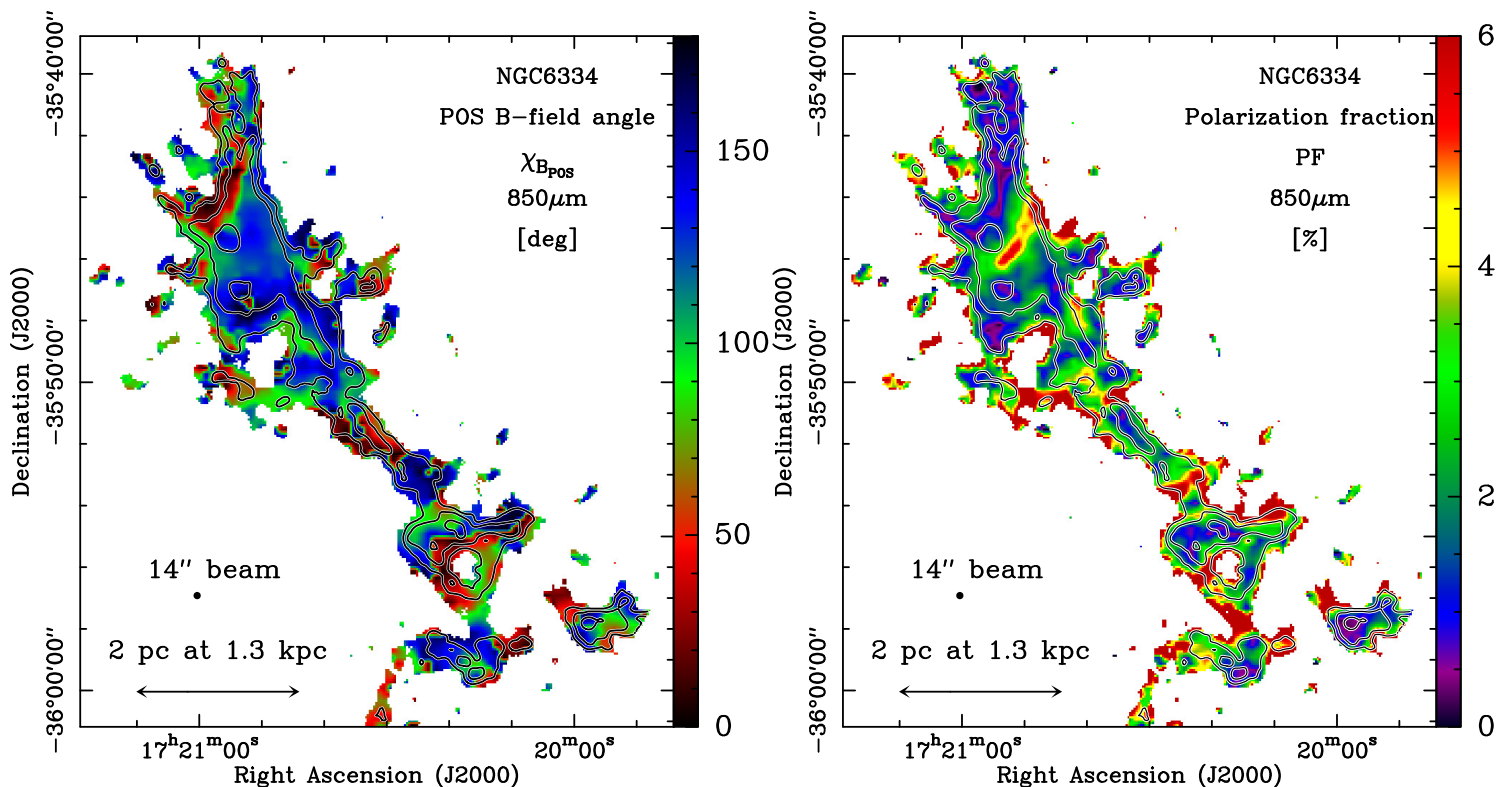 NGC6334
POS B−field angle
χB_POS
850μm
[deg]
14″ beam
2 pc at 1.3 kpc
−35°40′00″
−35°50′00″
−36°00′00″
Declination (J2000)
17h21m00s
20m00s
Right Ascension (J2000)
150
100
50
0
NGC6334
Polarization fraction
PF
850μm
[%]
14″ beam
2 pc at 1.3 kpc
−35°40′00″
−35°50′00″
−36°00′00″
Declination (J2000)
17h21m00s
20m00s
Right Ascension (J2000)
6
4
2
0